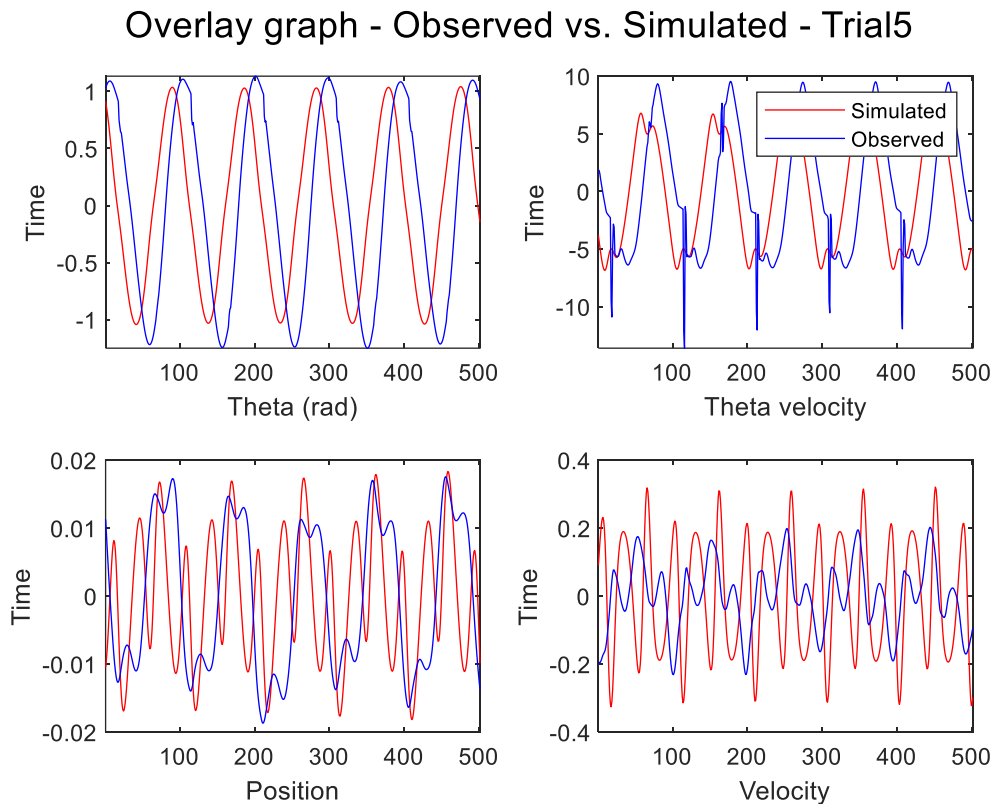 Overlay graph - Observed vs. Simulated - Trial5
1
0.5
0
-0.5
-1
Time
100 200 300 400 500
Theta (rad)
10
5
0
-5
-10
Time
Simulated
Observed
100 200 300 400 500
Theta velocity
0.02
0.01
0
-0.01
-0.02
Time
100 200 300 400 500
Position
0.4
0.2
0
-0.2
-0.4
Time
100 200 300 400 500
Velocity